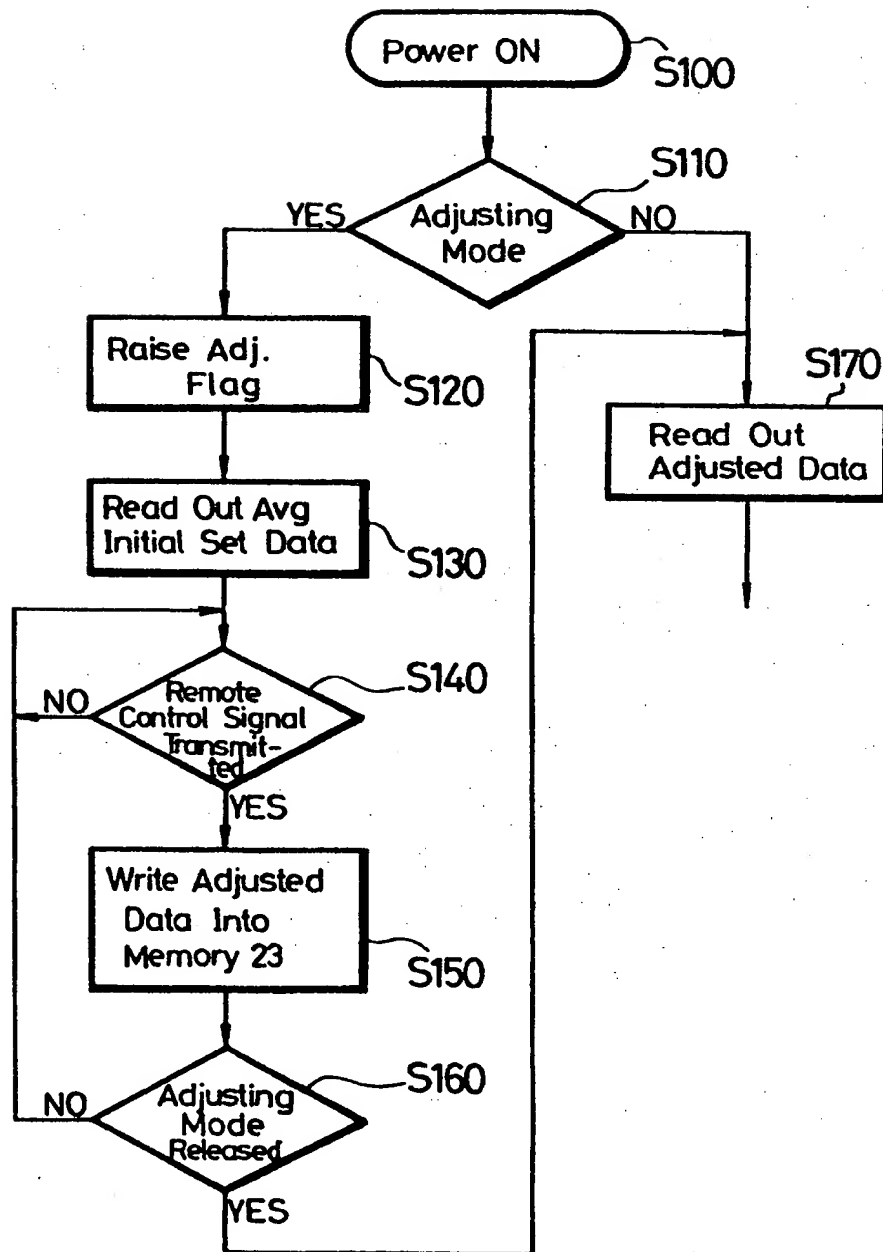 Power ON
S100
S110
YES
Adjusting
Mode
NO
Raise Adj.
Flag
S120
S170
Read Out
Adjusted Data
Read Out Avg
Initial Set Data
S130
S140
NO
Remote
Control Signal
Transmit-
ted
YES
Write Adjusted
Data Into
Memory 23
S150
S160
NO
Adjusting
Mode
Released
YES